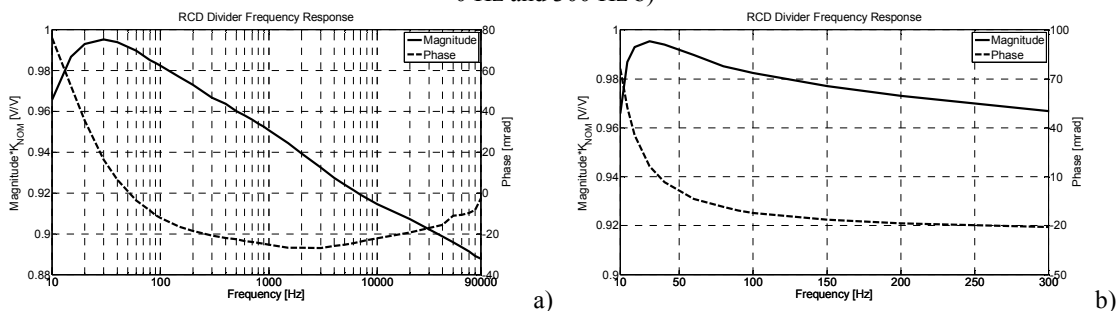 0 Hz and 300 Hz b)
RCD Divider Frequency Response
1
0.98
0.96
0.94
0.92
0.9
0.88
Magnitude*K_NOM [V/V]
80
60
40
20
0
-20
-40
Phase [mrad]
10
100
1000
10000
90000
Frequency [Hz]
Magnitude
Phase
a)
RCD Divider Frequency Response
1
0.98
0.96
0.94
0.92
0.9
Magnitude*K_NOM [V/V]
100
70
40
10
-20
-50
Phase [mrad]
10
50
100
150
200
250
300
Frequency [Hz]
Magnitude
Phase
b)